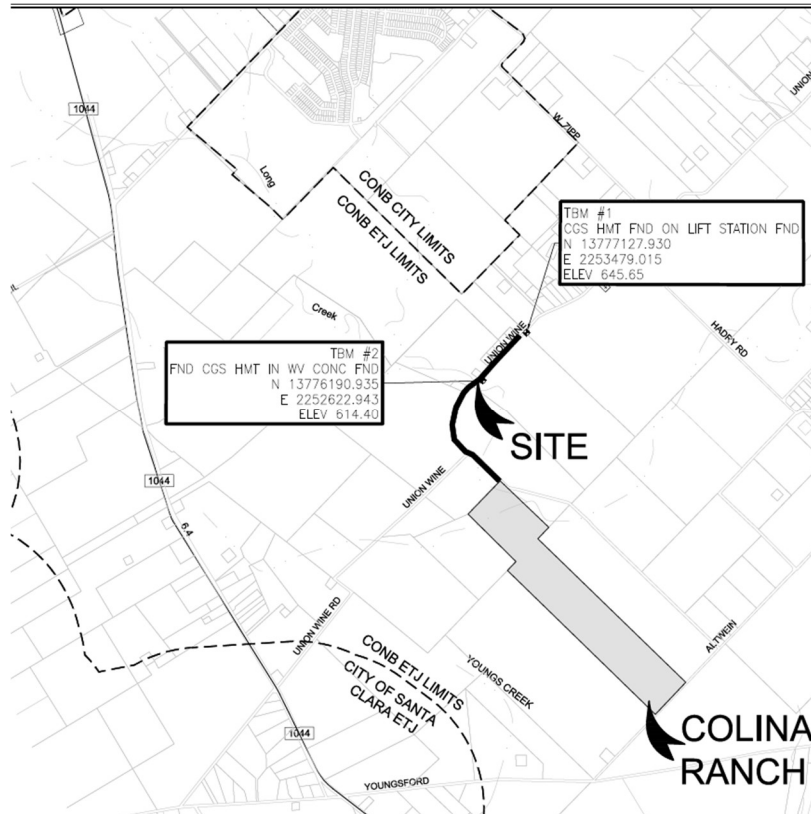 1044
UNION
W. ZIPP
Long
CONB CITY LIMITS
CONB ETJ LIMITS
TBM #1
CGS HMT FND ON LIFT STATION FND
N 13777127.930
E 2253479.015
ELEV 645.65
Creek
UNION WINE
HADRY RD
TBM #2
FND CGS HMT IN WV CONC FND
N 13776190.935
E 2252622.943
ELEV 614.40
SITE
1044
UNION WINE
6.4
UNION WINE RD
ALTWEIN
CONB ETJ LIMITS
CITY OF SANTA
CLARA ETJ
YOUNGS CREEK
1044
COLINA
RANCH
YOUNGSFORD